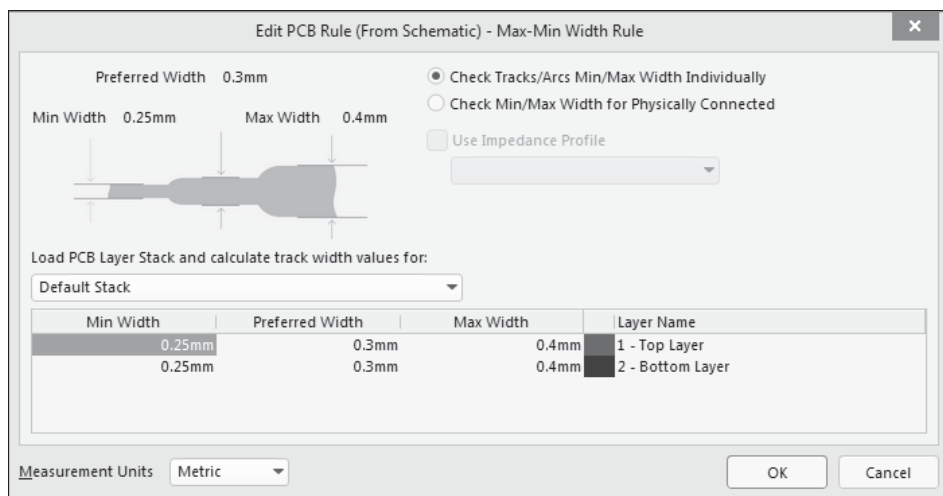 Edit PCB Rule (From Schematic) - Max-Min Width Rule
Preferred Width 0.3mm
Min Width 0.25mm Max Width 0.4mm
Check Tracks/Arcs Min/Max Width Individually
Check Min/Max Width for Physically Connected
Use Impedance Profile
Load PCB Layer Stack and calculate track width values for:
Default Stack
Min Width Preferred Width Max Width Layer Name
0.25mm 0.3mm 0.4mm 1 - Top Layer
0.25mm 0.3mm 0.4mm 2 - Bottom Layer
Measurement Units Metric OK Cancel